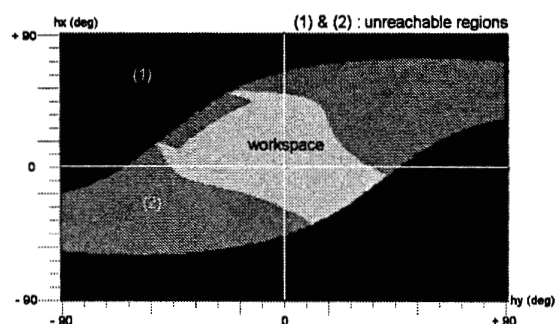 hx (deg)
(1) & (2) : unreachable regions
+ 90
(1)
workspace
0
(2)
- 90
hy (deg)
- 90
0
+ 90